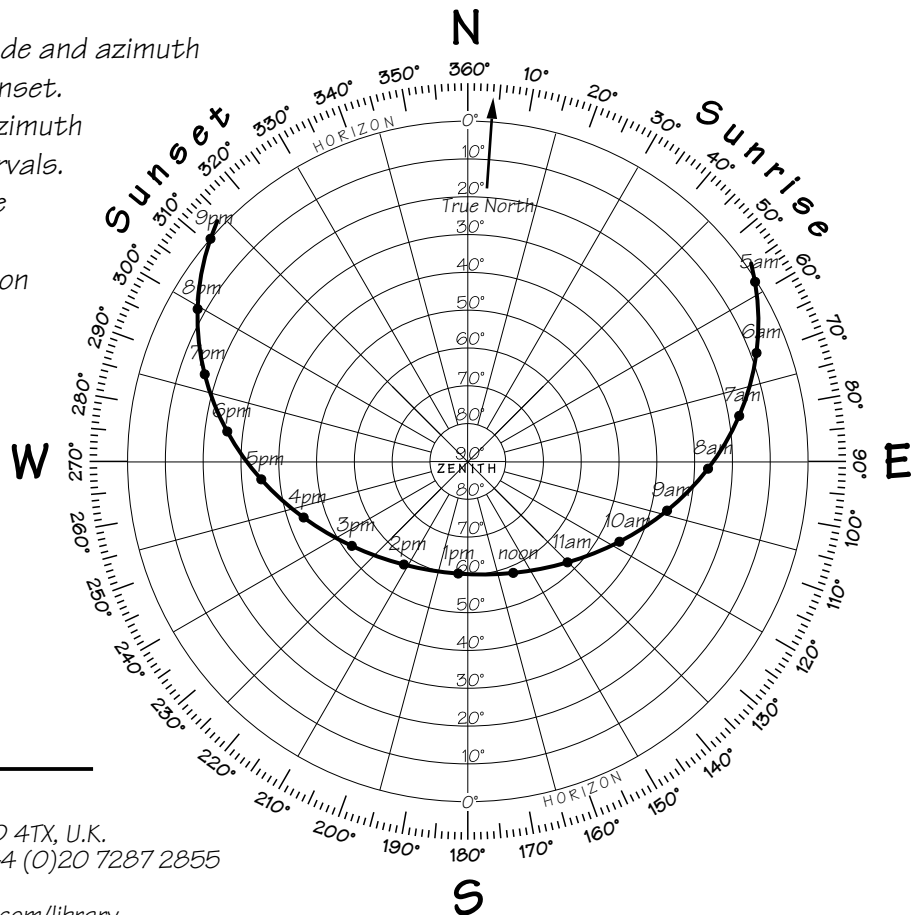 N
de and azimuth
nset.
zimuth
rvals.
e
on
Sunset
Sunrise
360°
10°
20°
30°
40°
50°
60°
70°
80°
90°
100°
110°
120°
130°
140°
150°
160°
170°
180°
190°
200°
210°
220°
230°
240°
250°
260°
270°
280°
290°
300°
310°
320°
330°
340°
350°
HORIZON
0°
10°
20°
True North
30°
40°
50°
60°
70°
80°
90°
ZENITH
80°
70°
60°
50°
40°
30°
20°
10°
0°
HORIZON
5am
6am
7am
8am
9am
10am
11am
noon
1pm
2pm
3pm
4pm
5pm
6pm
7pm
8pm
9pm
W
E
S
4TX, U.K.
4 (0)20 7287 2855
com/library